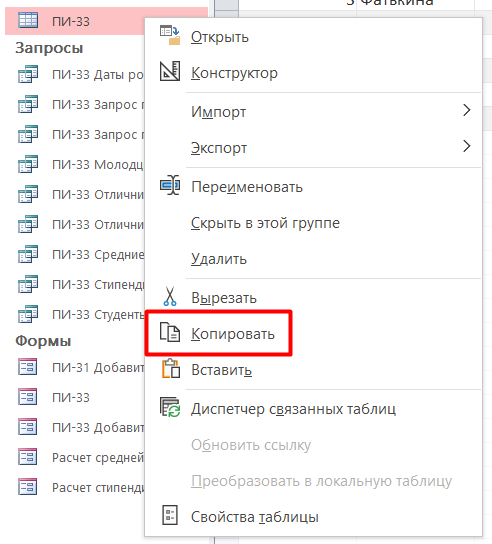 3 Фатькина
ПИ-33
Запросы
ПИ-33 Даты ро
ПИ-33 Запрос
ПИ-33 Запрос
ПИ-33 Молодц
ПИ-33 Отлични
ПИ-33 Отлични
ПИ-33 Средние
ПИ-33 Стипенд
ПИ-33 Студент
Формы
ПИ-31 Добавит
ПИ-33
ПИ-33 Добавит
Расчет средней
Расчет стипенд
Открыть
Конструктор
Импорт
Экспорт
Переименовать
Скрыть в этой группе
Удалить
Вырезать
Копировать
Вставить
Диспетчер связанных таблиц
Обновить ссылку
Преобразовать в локальную таблицу
Свойства таблицы